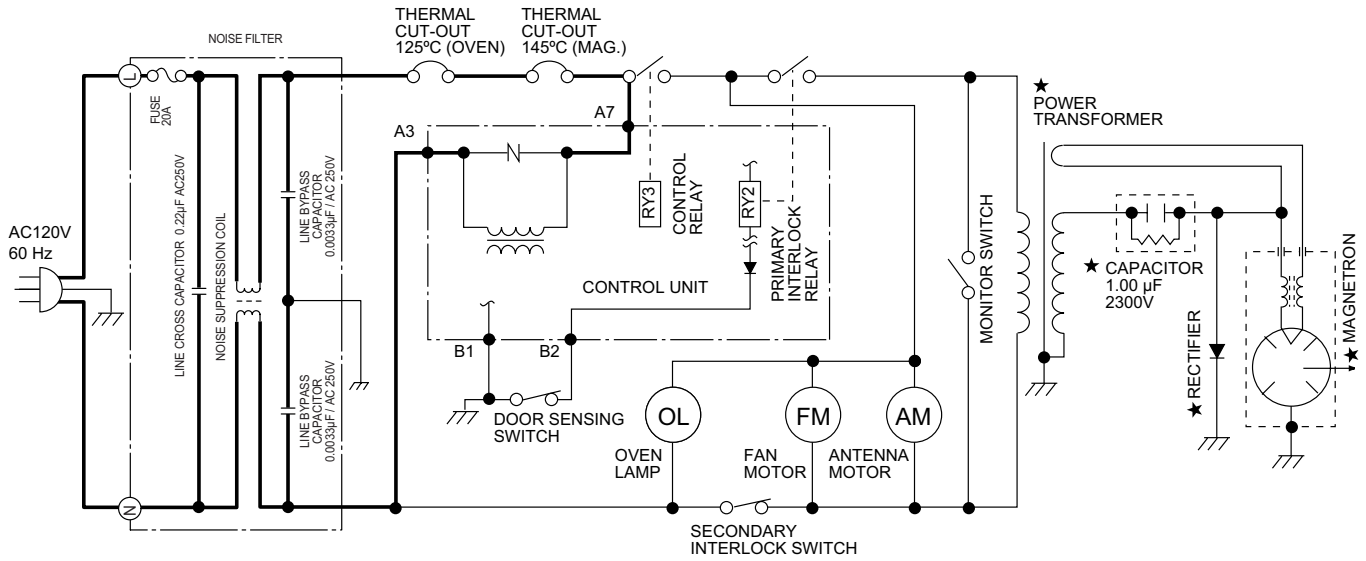 NOISE FILTER
THERMAL
CUT-OUT
125ºC (OVEN)
THERMAL
CUT-OUT
145ºC (MAG.)
L
FUSE
20A
A3
A7
RY3
CONTROL
RELAY
RY2
PRIMARY
INTERLOCK
RELAY
CONTROL UNIT
B1
B2
AC120V
60 Hz
LINE CROSS CAPACITOR 0.22µF AC250V
NOISE SUPPRESSION COIL
LINE BYPASS
CAPACITOR
0.0033µF / AC 250V
LINE BYPASS
CAPACITOR
0.0033µF / AC 250V
N
DOOR SENSING
SWITCH
OL
OVEN
LAMP
FM
FAN
MOTOR
AM
ANTENNA
MOTOR
SECONDARY
INTERLOCK SWITCH
MONITOR SWITCH
★
POWER
TRANSFORMER
★ CAPACITOR
1.00 µF
2300V
★ RECTIFIER
★ MAGNETRON